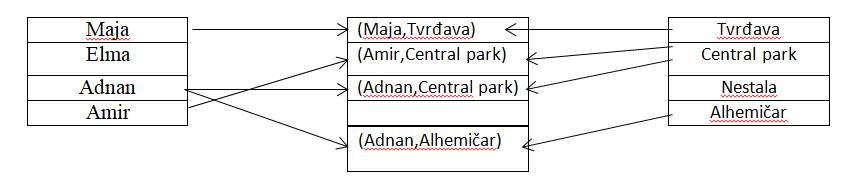 Maja
Elma
Adnan
Amir
(Maja,Tvrđava)
(Amir,Central park)
(Adnan,Central park)
(Adnan,Alhemičar)
Tvrđava
Central park
Nestala
Alhemičar